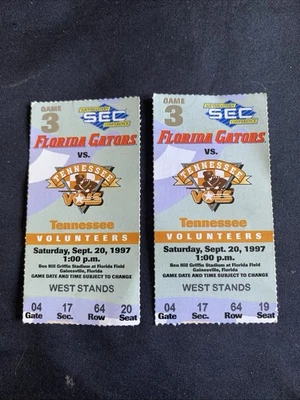 GAME
3
SEC
FLORIDA GATORS
VS.
TENNESSEE
VOLS
Tennessee
VOLUNTEERS
Saturday, Sept. 20, 1997
1:00 p.m.
Ben Hill Griffin Stadium at Florida Field
Gainesville, Florida
GAME DATE AND TIME SUBJECT TO CHANGE
WEST STANDS
04 17 64 20
Gate Sec. Row Seat
GAME
3
SEC
FLORIDA GATORS
VS.
TENNESSEE
VOLS
Tennessee
VOLUNTEERS
Saturday, Sept. 20, 1997
1:00 p.m.
Ben Hill Griffin Stadium at Florida Field
Gainesville, Florida
GAME DATE AND TIME SUBJECT TO CHANGE
WEST STANDS
04 17 64 19
Gate Sec. Row Seat